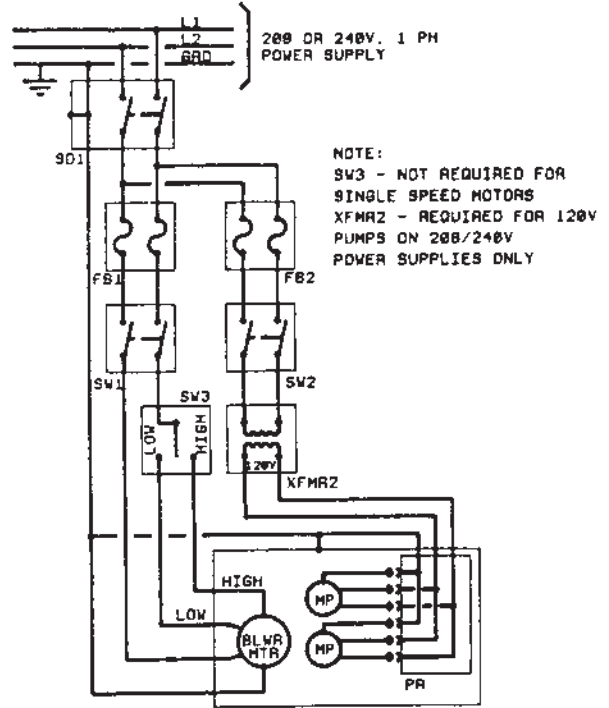 L1
L2
GRD
208 OR 240V, 1 PH
POWER SUPPLY
SD1
NOTE:
SW3 - NOT REQUIRED FOR
SINGLE SPEED MOTORS
XFMR2 - REQUIRED FOR 120V
PUMPS ON 208/240V
POWER SUPPLIES ONLY
FB1
FB2
SW1
SW2
SW3
LOW
HIGH
120V
XFMR2
HIGH
LOW
BLWR
MTR
MP
MP
PR